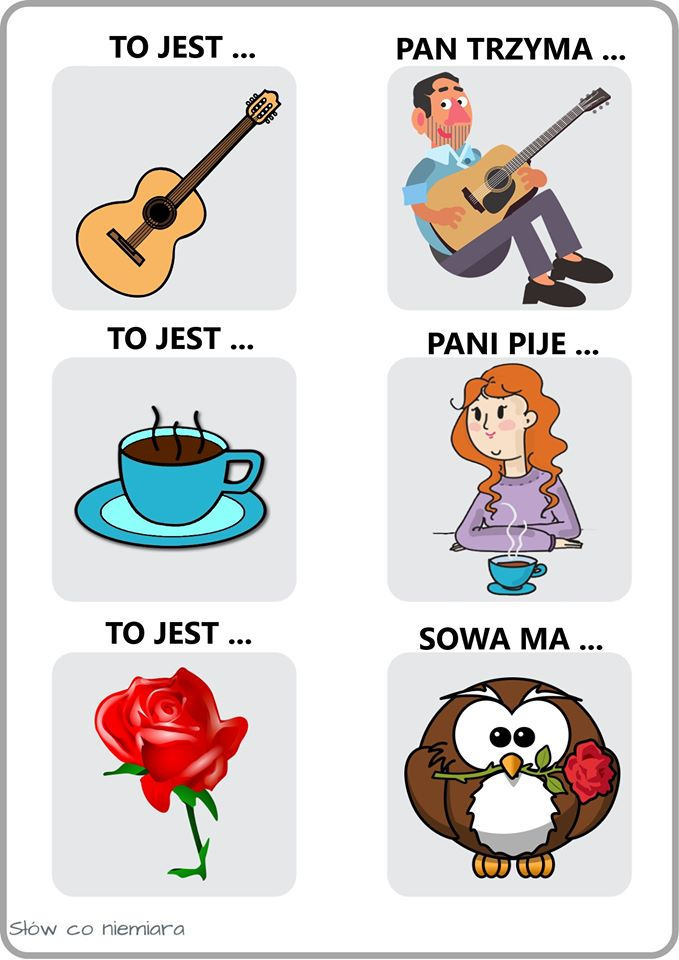 TO JEST ...
PAN TRZYMA ...
TO JEST ...
PANI PIJE ...
TO JEST ...
SOWA MA ...
Słów co niemiara